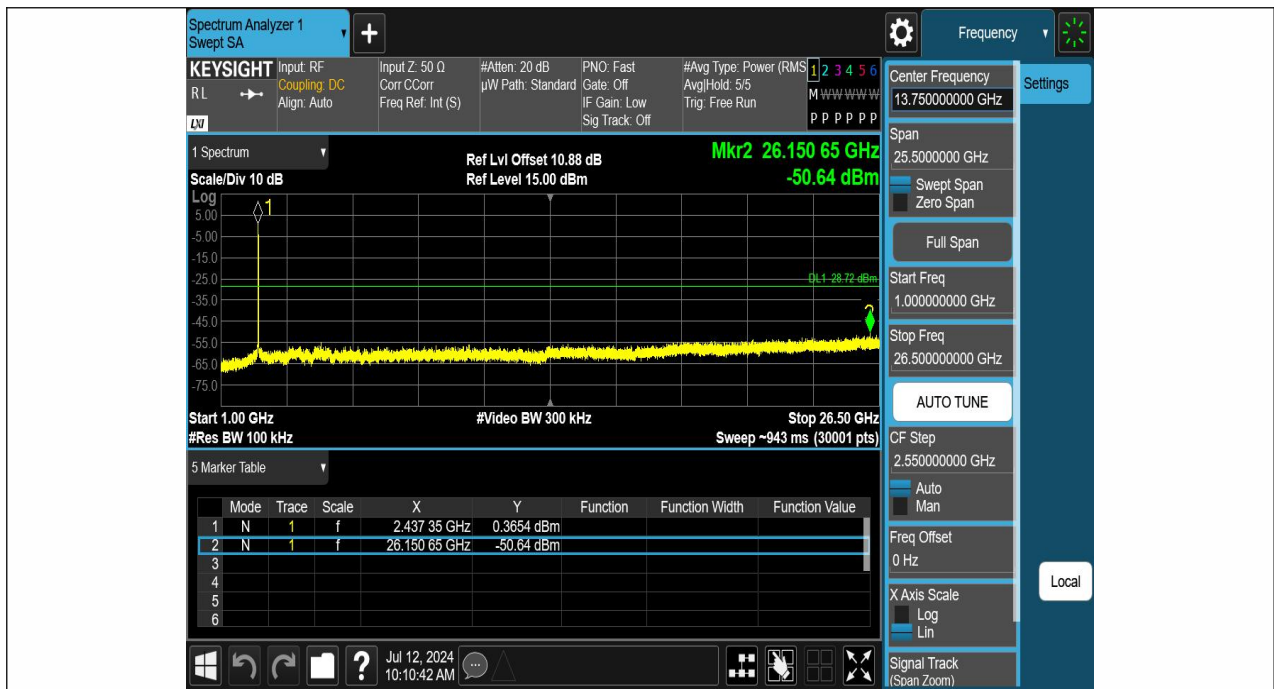 Spectrum Analyzer 1
Swept SA
+
Frequency
KEYSIGHT
RL
LXI
Input: RF
Coupling: DC
Align: Auto
Input Z: 50 Ω
Corr CCorr
Freq Ref: Int (S)
#Atten: 20 dB
µW Path: Standard
PNO: Fast
Gate: Off
IF Gain: Low
Sig Track: Off
#Avg Type: Power (RMS
Avg|Hold: 5/5
Trig: Free Run
1 2 3 4 5 6
M W W W W W
P P P P P P
1 Spectrum
Scale/Div 10 dB
Ref Lvl Offset 10.88 dB
Ref Level 15.00 dBm
Mkr2 26.150 65 GHz
-50.64 dBm
Log
1
5.00
-5.00
-15.0
-25.0
DL1 -28.72 dBm
-35.0
-45.0
-55.0
-65.0
-75.0
Start 1.00 GHz
#Video BW 300 kHz
Stop 26.50 GHz
#Res BW 100 kHz
Sweep ~943 ms (30001 pts)
5 Marker Table
Mode Trace Scale X Y Function Function Width Function Value
1 N 1 f 2.437 35 GHz 0.3654 dBm
2 N 1 f 26.150 65 GHz -50.64 dBm
3
4
5
6
?
Jul 12, 2024
10:10:42 AM
Center Frequency
13.750000000 GHz
Settings
Span
25.5000000 GHz
Swept Span
Zero Span
Full Span
Start Freq
1.000000000 GHz
Stop Freq
26.500000000 GHz
AUTO TUNE
CF Step
2.550000000 GHz
Auto
Man
Freq Offset
0 Hz
X Axis Scale
Log
Lin
Signal Track
(Span Zoom)
Local